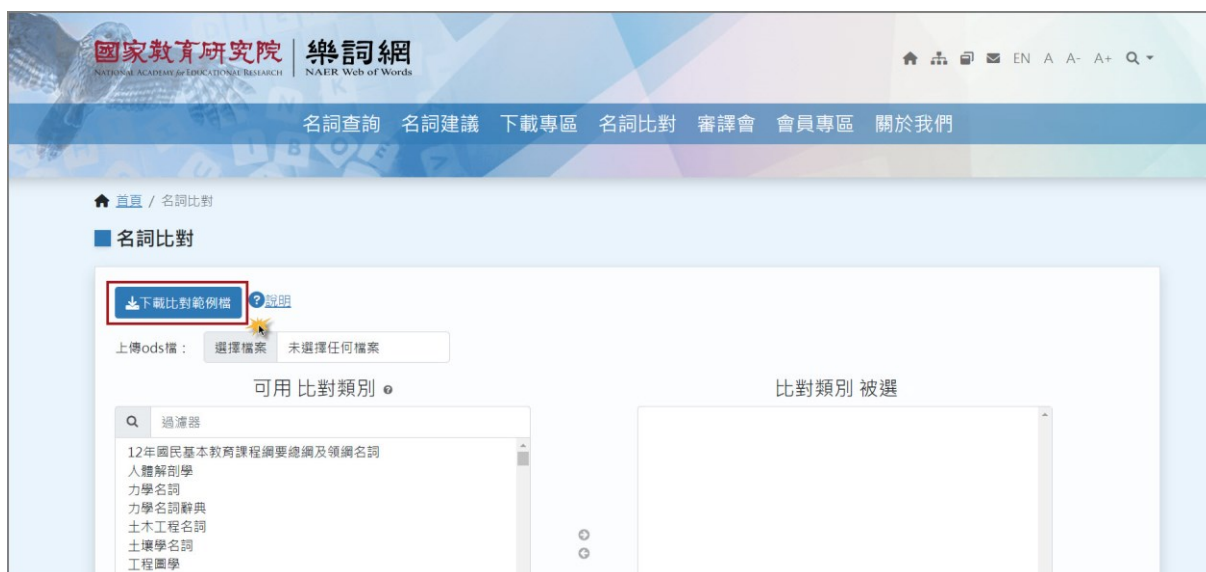 國家教育研究院 樂詞網
NATIONAL ACADEMY for EDUCATIONAL RESEARCH NAER Web of Words
EN A A- A+
名詞查詢 名詞建議 下載專區 名詞比對 審譯會 會員專區 關於我們
首頁 / 名詞比對
名詞比對
下載比對範例檔 ?說明
上傳ods檔： 選擇檔案 未選擇任何檔案
可用 比對類別 比對類別 被選
過濾器
12年國民基本教育課程綱要總綱及領綱名詞
人體解剖學
力學名詞
力學名詞辭典
土木工程名詞
土壤學名詞
工程圖學